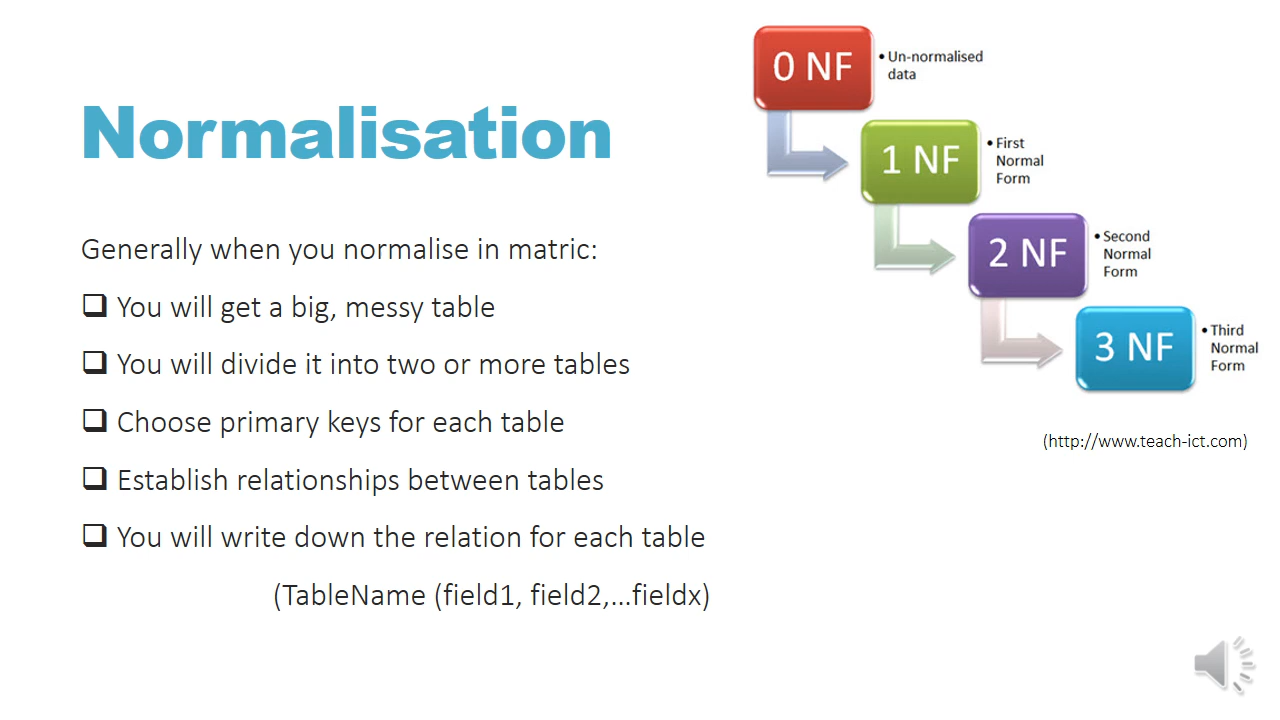 Normalisation
Generally when you normalise in matric:
❑ You will get a big, messy table
❑ You will divide it into two or more tables
❑ Choose primary keys for each table
❑ Establish relationships between tables
❑ You will write down the relation for each table
(TableName (field1, field2,...fieldx)
0 NF
• Un-normalised
data
1 NF
• First
Normal
Form
2 NF
• Second
Normal
Form
3 NF
• Third
Normal
Form
(http://www.teach-ict.com)